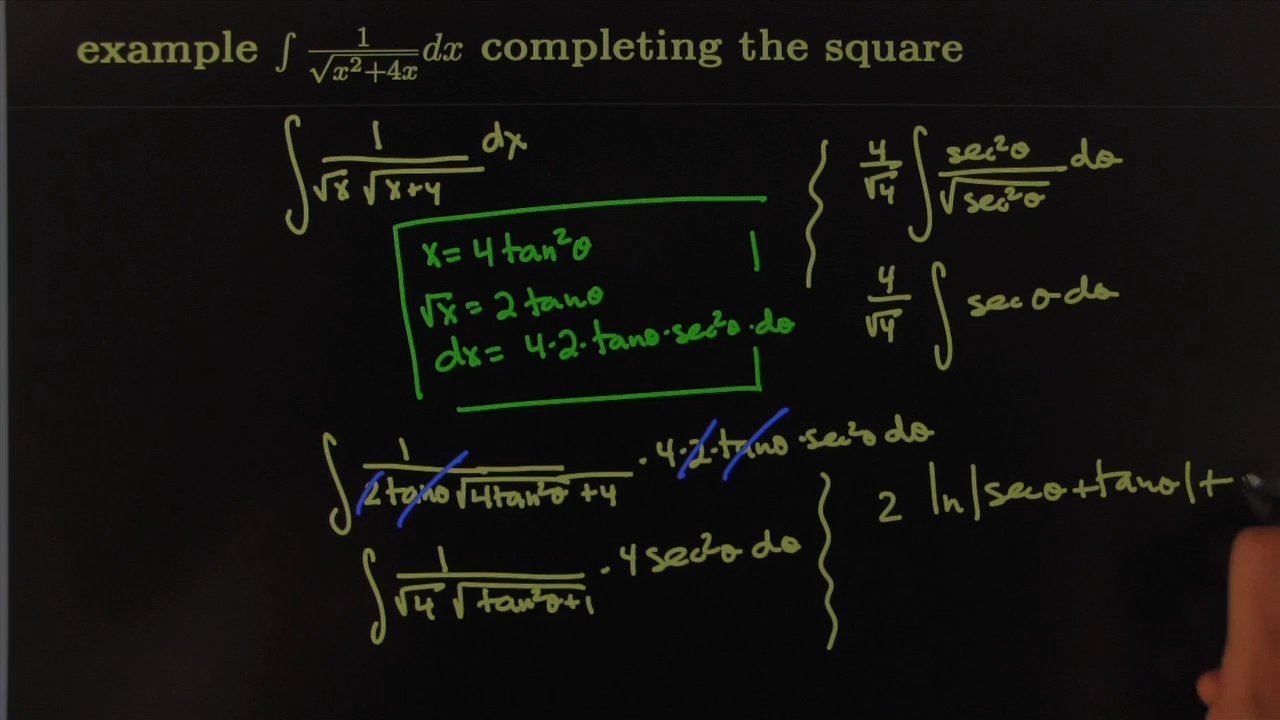 example ∫ 1/√(x²+4x) dx completing the square
∫ 1/(√x √(x+4)) dx
x = 4 tan²θ
√x = 2 tanθ
dx = 4·2·tanθ·sec²θ·dθ
∫ 1/(2tanθ √(4tan²θ) +4) · 4·2·tanθ·sec²θ dθ
∫ 1/(√4 √(tan²θ+1)) · 4 sec²θ dθ
4/√4 ∫ sec²θ/√(sec²θ) dθ
4/√4 ∫ secθ dθ
2 ln|secθ+tanθ|+